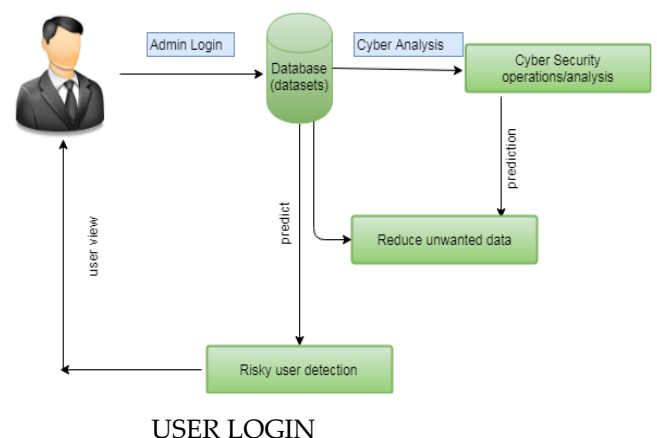 Admin Login
Database
(datasets)
Cyber Analysis
Cyber Security
operations/analysis
prediction
predict
user view
Reduce unwanted data
Risky user detection
USER LOGIN